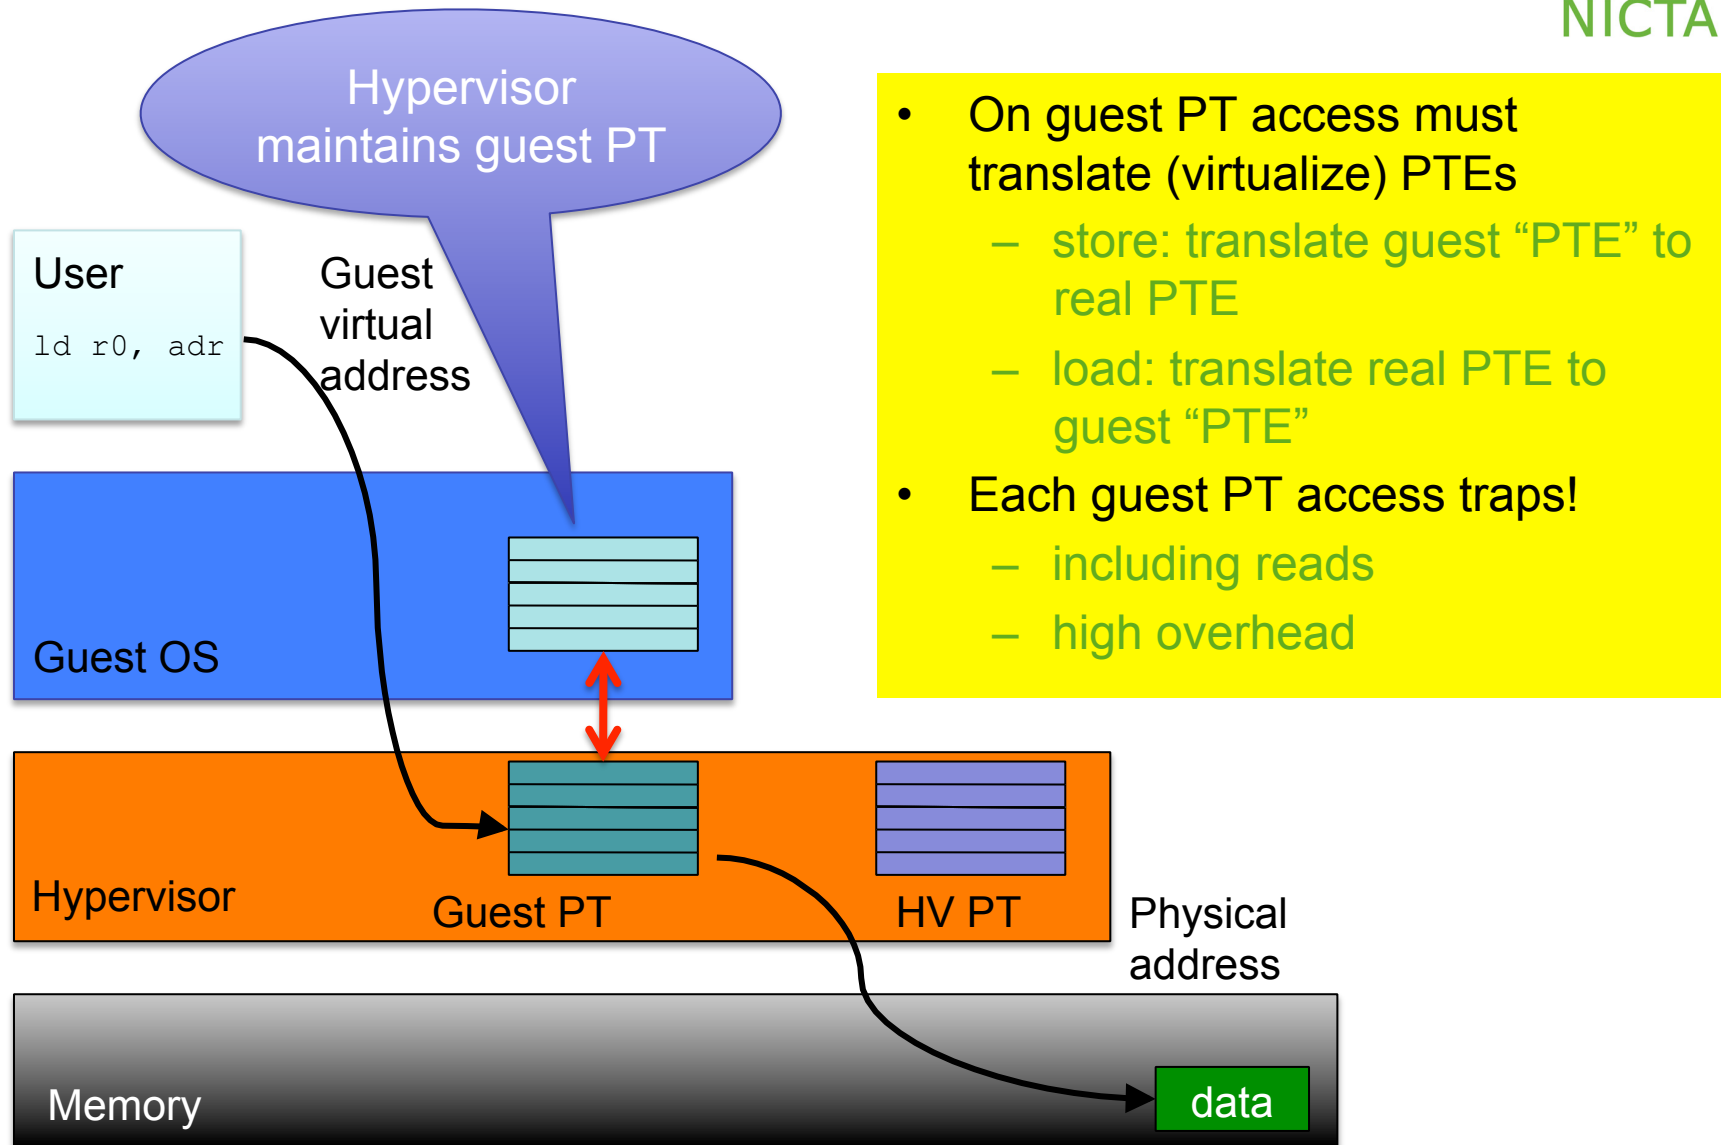 NICTA
Hypervisor
maintains guest PT
• On guest PT access must
translate (virtualize) PTEs
– store: translate guest “PTE” to
real PTE
– load: translate real PTE to
guest “PTE”
• Each guest PT access traps!
– including reads
– high overhead
User
ld r0, adr
Guest
virtual
address
Guest OS
Hypervisor
Guest PT
HV PT
Physical
address
Memory
data